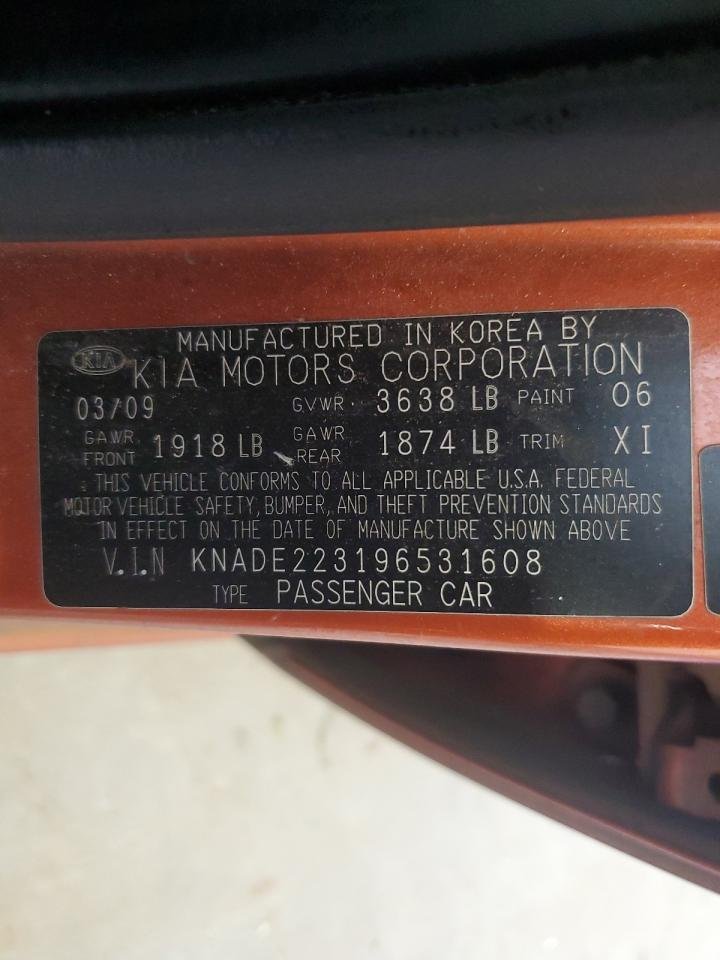 MANUFACTURED IN KOREA BY
KIA KIA MOTORS CORPORATION
03/09 GVWR 3638 LB PAINT 06
GAWR FRONT 1918 LB GAWR REAR 1874 LB TRIM XI
THIS VEHICLE CONFORMS TO ALL APPLICABLE U.S.A. FEDERAL
MOTOR VEHICLE SAFETY, BUMPER, AND THEFT PREVENTION STANDARDS
IN EFFECT ON THE DATE OF MANUFACTURE SHOWN ABOVE
V.I.N KNADE223196531608
TYPE PASSENGER CAR